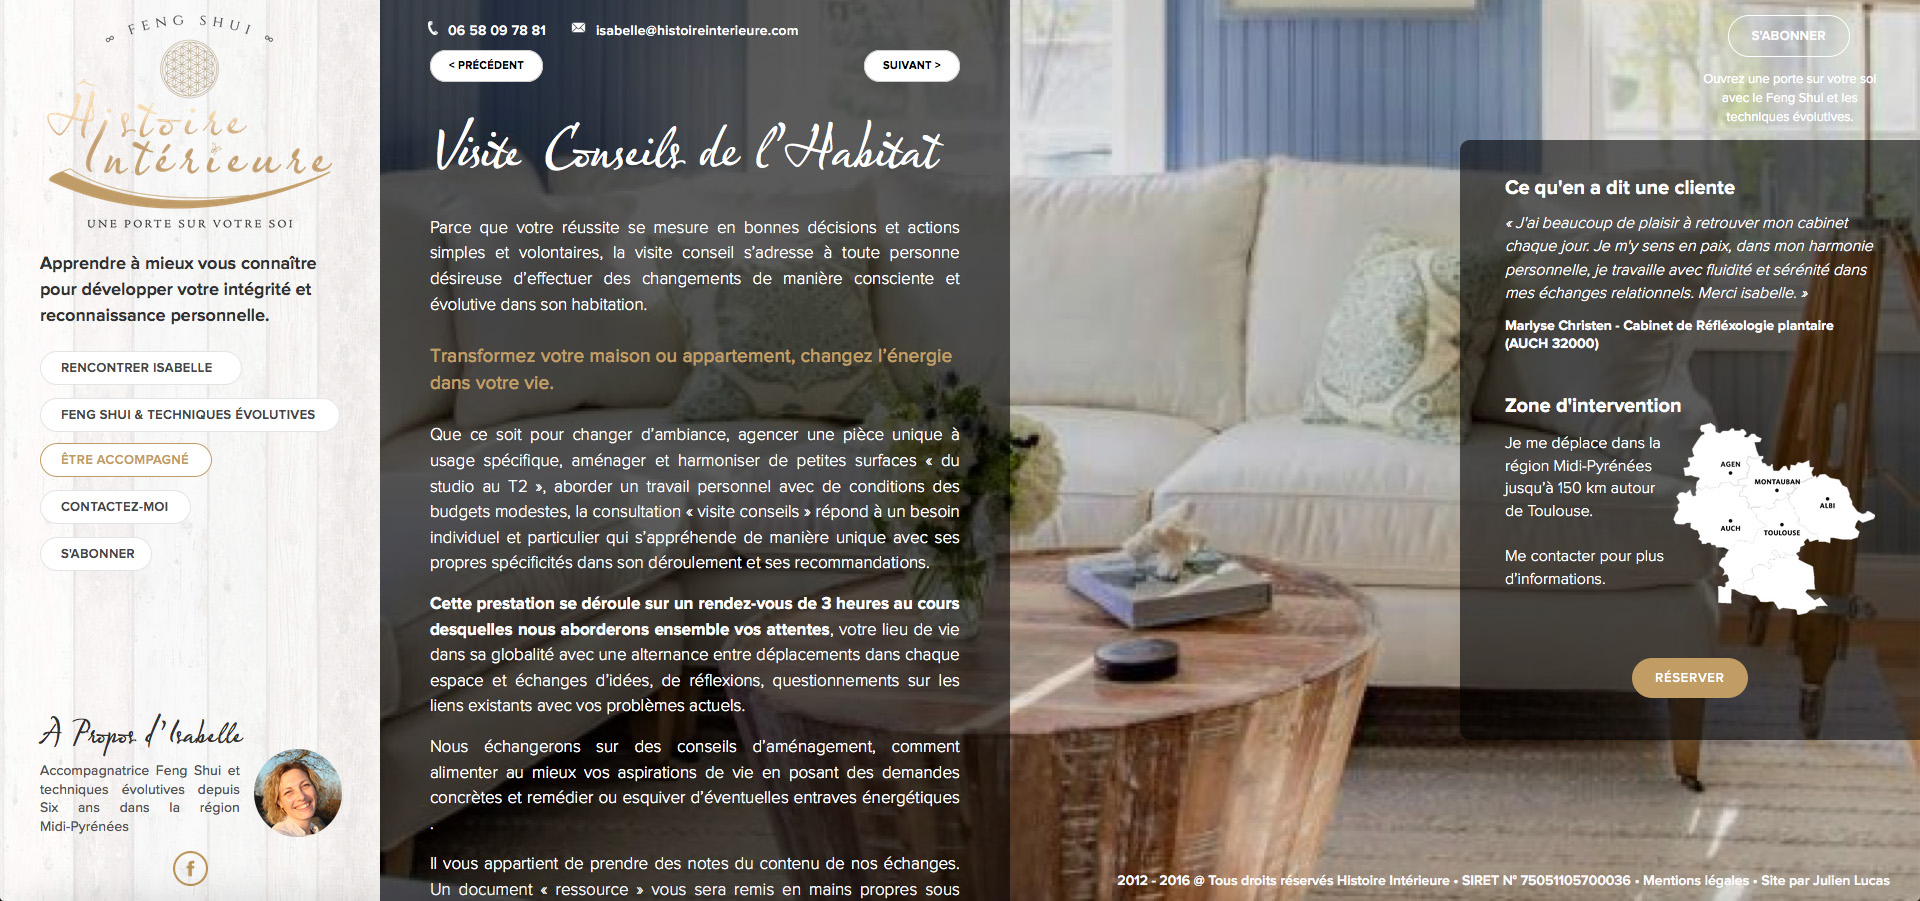 FENG SHUI
Histoire
Intérieure
UNE PORTE SUR VOTRE SOI
Apprendre à mieux vous connaître
pour développer votre intégrité et
reconnaissance personnelle.
RENCONTRER ISABELLE
FENG SHUI & TECHNIQUES ÉVOLUTIVES
ÊTRE ACCOMPAGNÉ
CONTACTEZ-MOI
S'ABONNER
À Propos d'Isabelle
Accompagnatrice Feng Shui et
techniques évolutives depuis
Six ans dans la région
Midi-Pyrénées
f
06 58 09 78 81
isabelle@histoireinterieure.com
< PRÉCÉDENT
SUIVANT >
Visite Conseils de l'Habitat
Parce que votre réussite se mesure en bonnes décisions et actions
simples et volontaires, la visite conseil s’adresse à toute personne
désireuse d’effectuer des changements de manière consciente et
évolutive dans son habitation.
Transformez votre maison ou appartement, changez l’énergie
dans votre vie.
Que ce soit pour changer d’ambiance, agencer une pièce unique à
usage spécifique, aménager et harmoniser de petites surfaces « du
studio au T2 », aborder un travail personnel avec de conditions des
budgets modestes, la consultation « visite conseils » répond à un besoin
individuel et particulier qui s’appréhende de manière unique avec ses
propres spécificités dans son déroulement et ses recommandations.
Cette prestation se déroule sur un rendez-vous de 3 heures au cours
desquelles nous aborderons ensemble vos attentes, votre lieu de vie
dans sa globalité avec une alternance entre déplacements dans chaque
espace et échanges d’idées, de réflexions, questionnements sur les
liens existants avec vos problèmes actuels.
Nous échangerons sur des conseils d’aménagement, comment
alimenter au mieux vos aspirations de vie en posant des demandes
concrètes et remédier ou esquiver d’éventuelles entraves énergétiques
.
Il vous appartient de prendre des notes du contenu de nos échanges.
Un document « ressource » vous sera remis en mains propres sous
S'ABONNER
Ouvrez une porte sur votre soi
avec le Feng Shui et les
techniques évolutives.
Ce qu'en a dit une cliente
« J'ai beaucoup de plaisir à retrouver mon cabinet
chaque jour. Je m'y sens en paix, dans mon harmonie
personnelle, je travaille avec fluidité et sérénité dans
mes échanges relationnels. Merci isabelle. »
Marlyse Christen - Cabinet de Réfléxologie plantaire
(AUCH 32000)
Zone d'intervention
Je me déplace dans la
région Midi-Pyrénées
jusqu’à 150 km autour
de Toulouse.
Me contacter pour plus
d’informations.
AGEN
MONTAUBAN
ALBI
AUCH
TOULOUSE
RÉSERVER
2012 - 2016 @ Tous droits réservés Histoire Intérieure • SIRET N° 75051105700036 • Mentions légales • Site par Julien Lucas